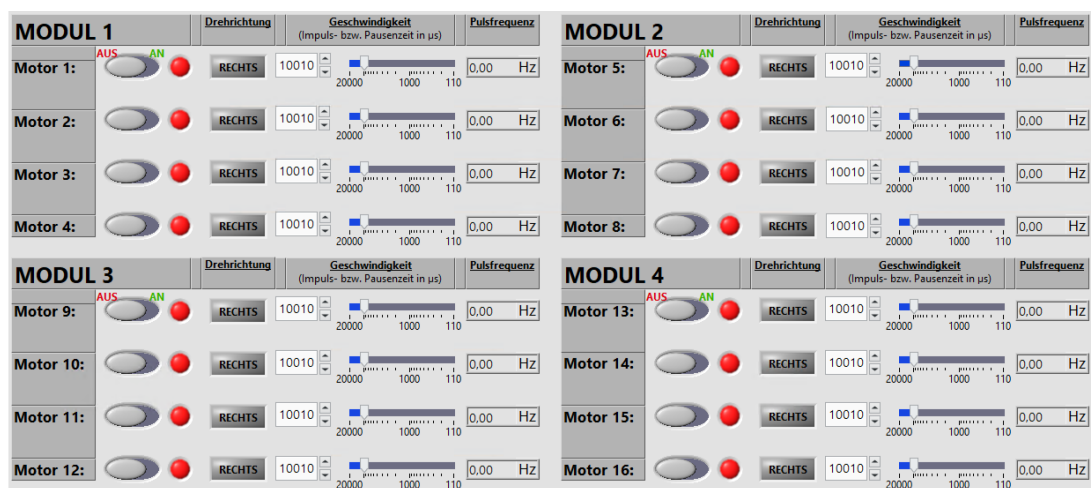 MODUL 1 Drehrichtung Geschwindigkeit Pulsfrequenz
(Impuls- bzw. Pausenzeit in µs)
AUS AN
Motor 1: RECHTS 10010 0,00 Hz
20000 1000 110
Motor 2: RECHTS 10010 0,00 Hz
20000 1000 110
Motor 3: RECHTS 10010 0,00 Hz
20000 1000 110
Motor 4: RECHTS 10010 0,00 Hz
20000 1000 110
MODUL 2 Drehrichtung Geschwindigkeit Pulsfrequenz
(Impuls- bzw. Pausenzeit in µs)
AUS AN
Motor 5: RECHTS 10010 0,00 Hz
20000 1000 110
Motor 6: RECHTS 10010 0,00 Hz
20000 1000 110
Motor 7: RECHTS 10010 0,00 Hz
20000 1000 110
Motor 8: RECHTS 10010 0,00 Hz
20000 1000 110
MODUL 3 Drehrichtung Geschwindigkeit Pulsfrequenz
(Impuls- bzw. Pausenzeit in µs)
AUS AN
Motor 9: RECHTS 10010 0,00 Hz
20000 1000 110
Motor 10: RECHTS 10010 0,00 Hz
20000 1000 110
Motor 11: RECHTS 10010 0,00 Hz
20000 1000 110
Motor 12: RECHTS 10010 0,00 Hz
20000 1000 110
MODUL 4 Drehrichtung Geschwindigkeit Pulsfrequenz
(Impuls- bzw. Pausenzeit in µs)
AUS AN
Motor 13: RECHTS 10010 0,00 Hz
20000 1000 110
Motor 14: RECHTS 10010 0,00 Hz
20000 1000 110
Motor 15: RECHTS 10010 0,00 Hz
20000 1000 110
Motor 16: RECHTS 10010 0,00 Hz
20000 1000 110